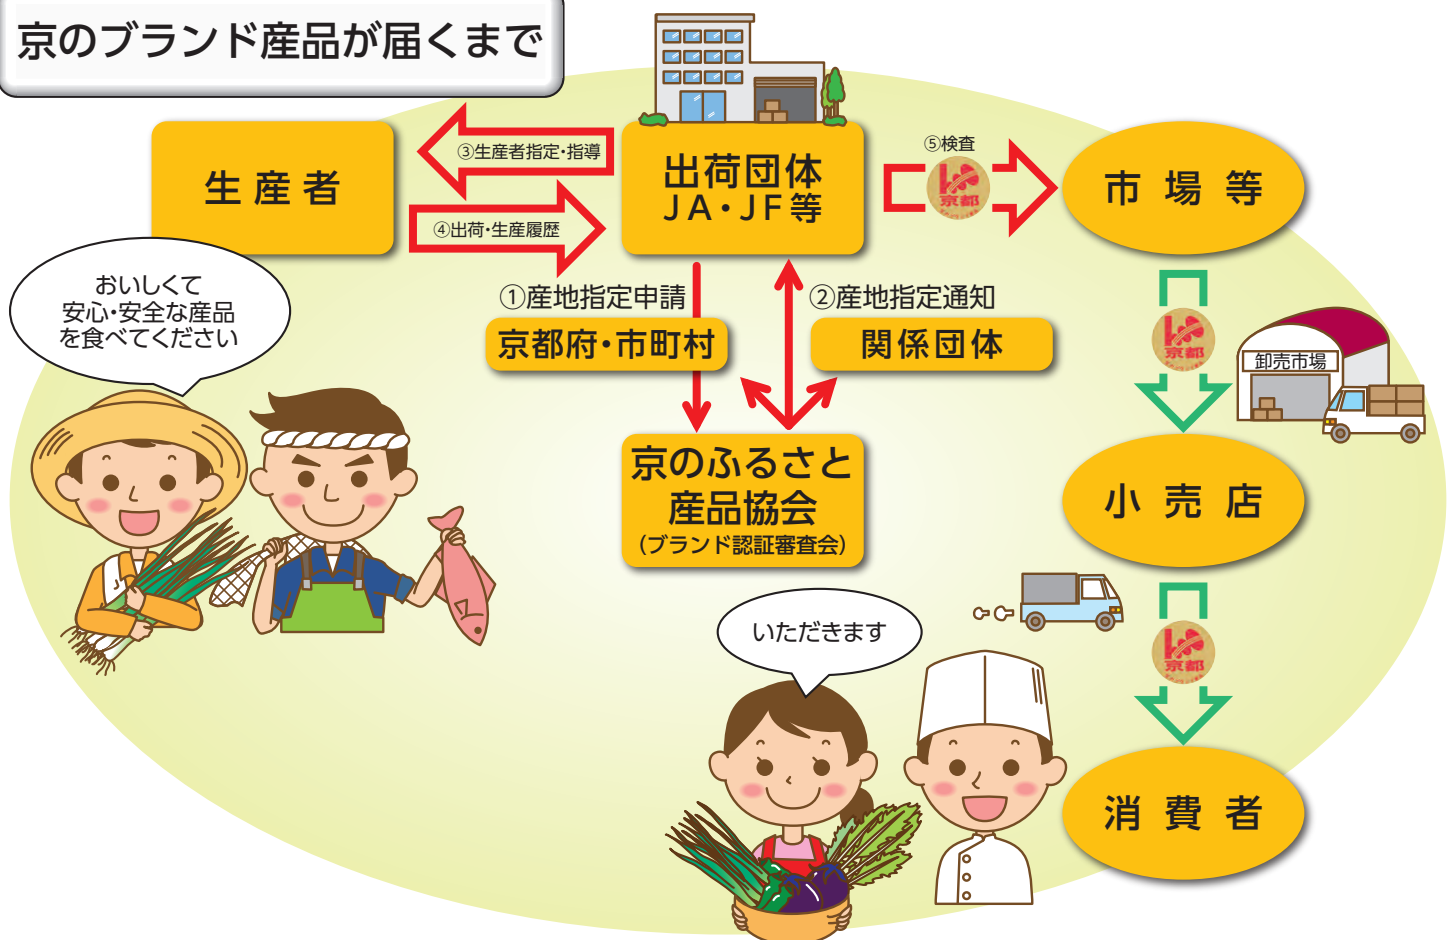 京のブランド産品が届くまで
生産者
③生産者指定・指導
④出荷・生産履歴
出荷団体
JA・JF等
⑤検査
京都
市場等
おいしくて
安心・安全な産品
を食べてください
①産地指定申請
②産地指定通知
京都府・市町村
関係団体
京都
卸売市場
京のふるさと
産品協会
(ブランド認証審査会)
小売店
いただきます
京都
消費者